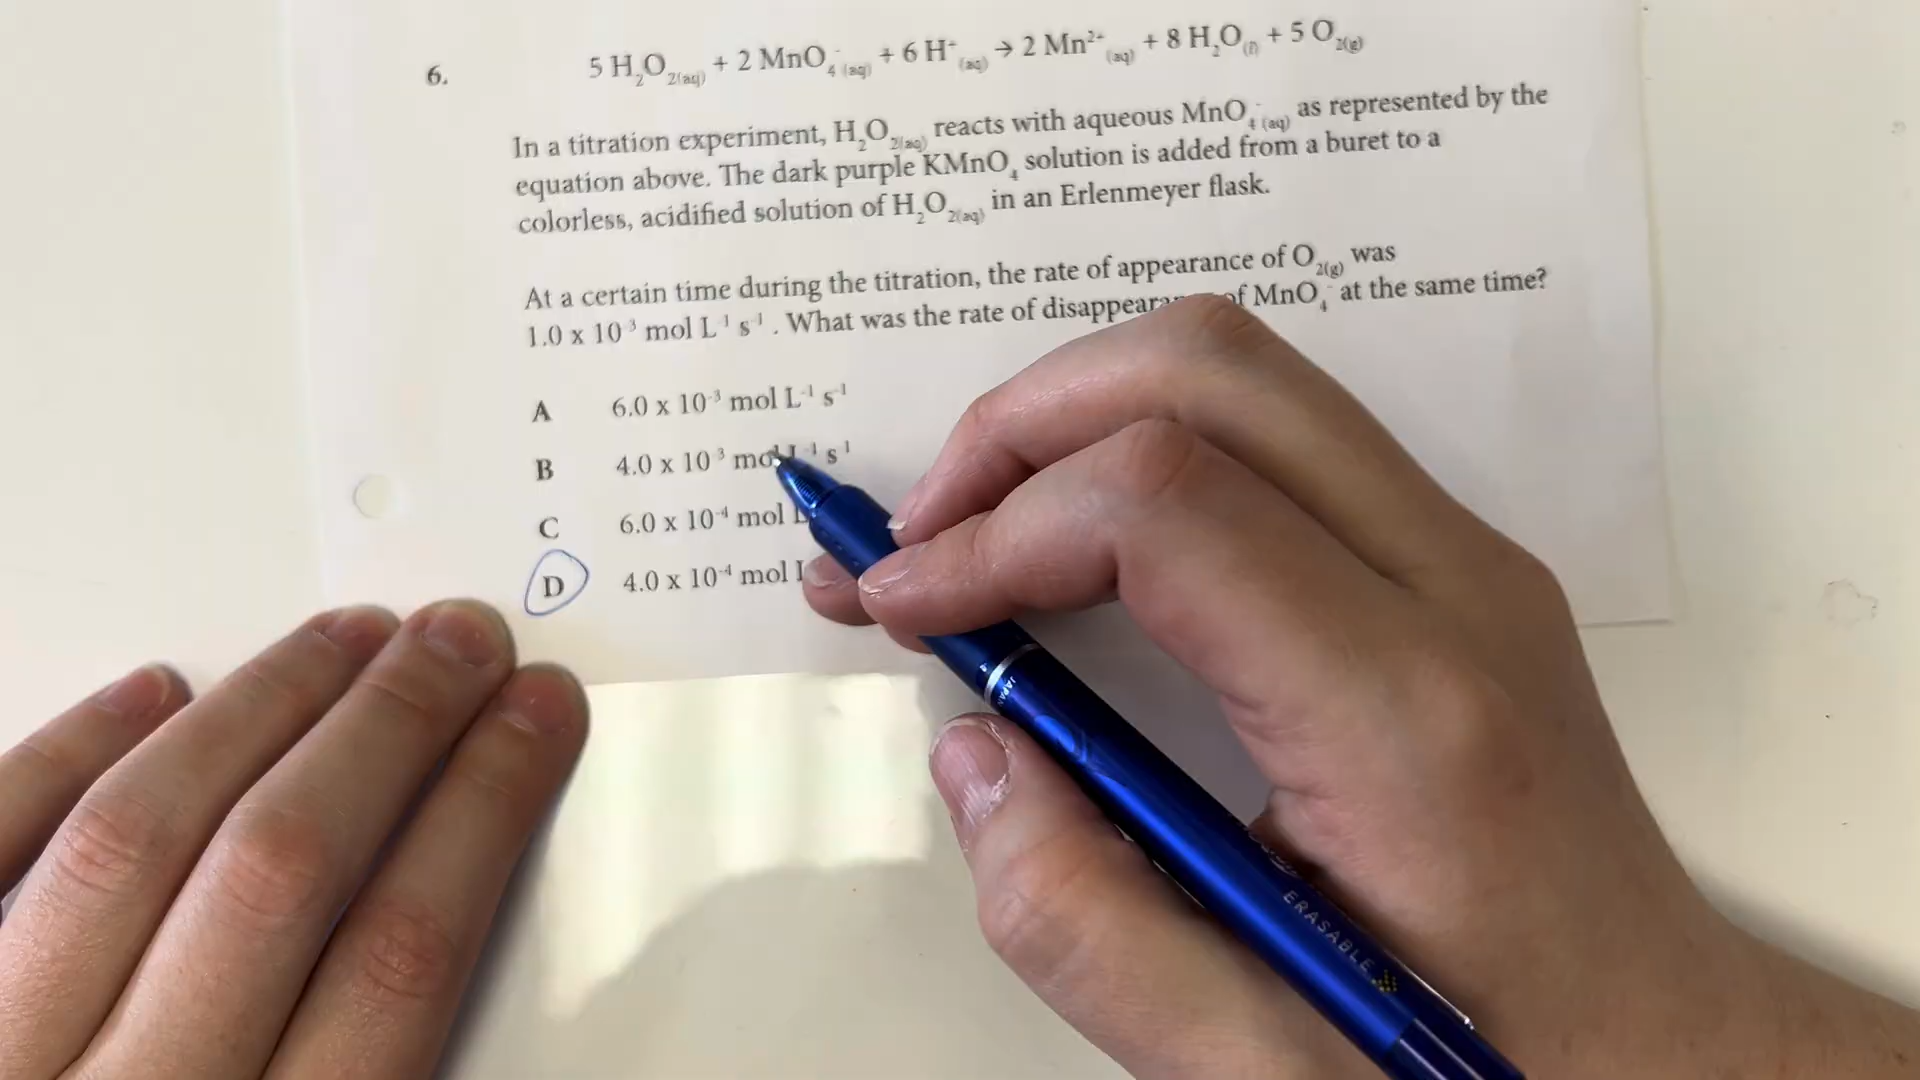 6. 5 H₂O₂(aq) + 2 MnO₄⁻(aq) + 6 H⁺(aq) → 2 Mn²⁺(aq) + 8 H₂O(l) + 5 O₂(g)
In a titration experiment, H₂O₂(aq) reacts with aqueous MnO₄⁻(aq) as represented by the
equation above. The dark purple KMnO₄ solution is added from a buret to a
colorless, acidified solution of H₂O₂(aq) in an Erlenmeyer flask.
At a certain time during the titration, the rate of appearance of O₂(g) was
1.0 x 10⁻³ mol L⁻¹ s⁻¹. What was the rate of of MnO₄⁻ at the same time?
A 6.0 x 10⁻³ mol L⁻¹ s⁻¹
B 4.0 x 10⁻³ mol L⁻¹ s⁻¹
C 6.0 x 10⁻⁴ mol
D 4.0 x 10⁻⁴ mol
JAPAN
ERASABLE